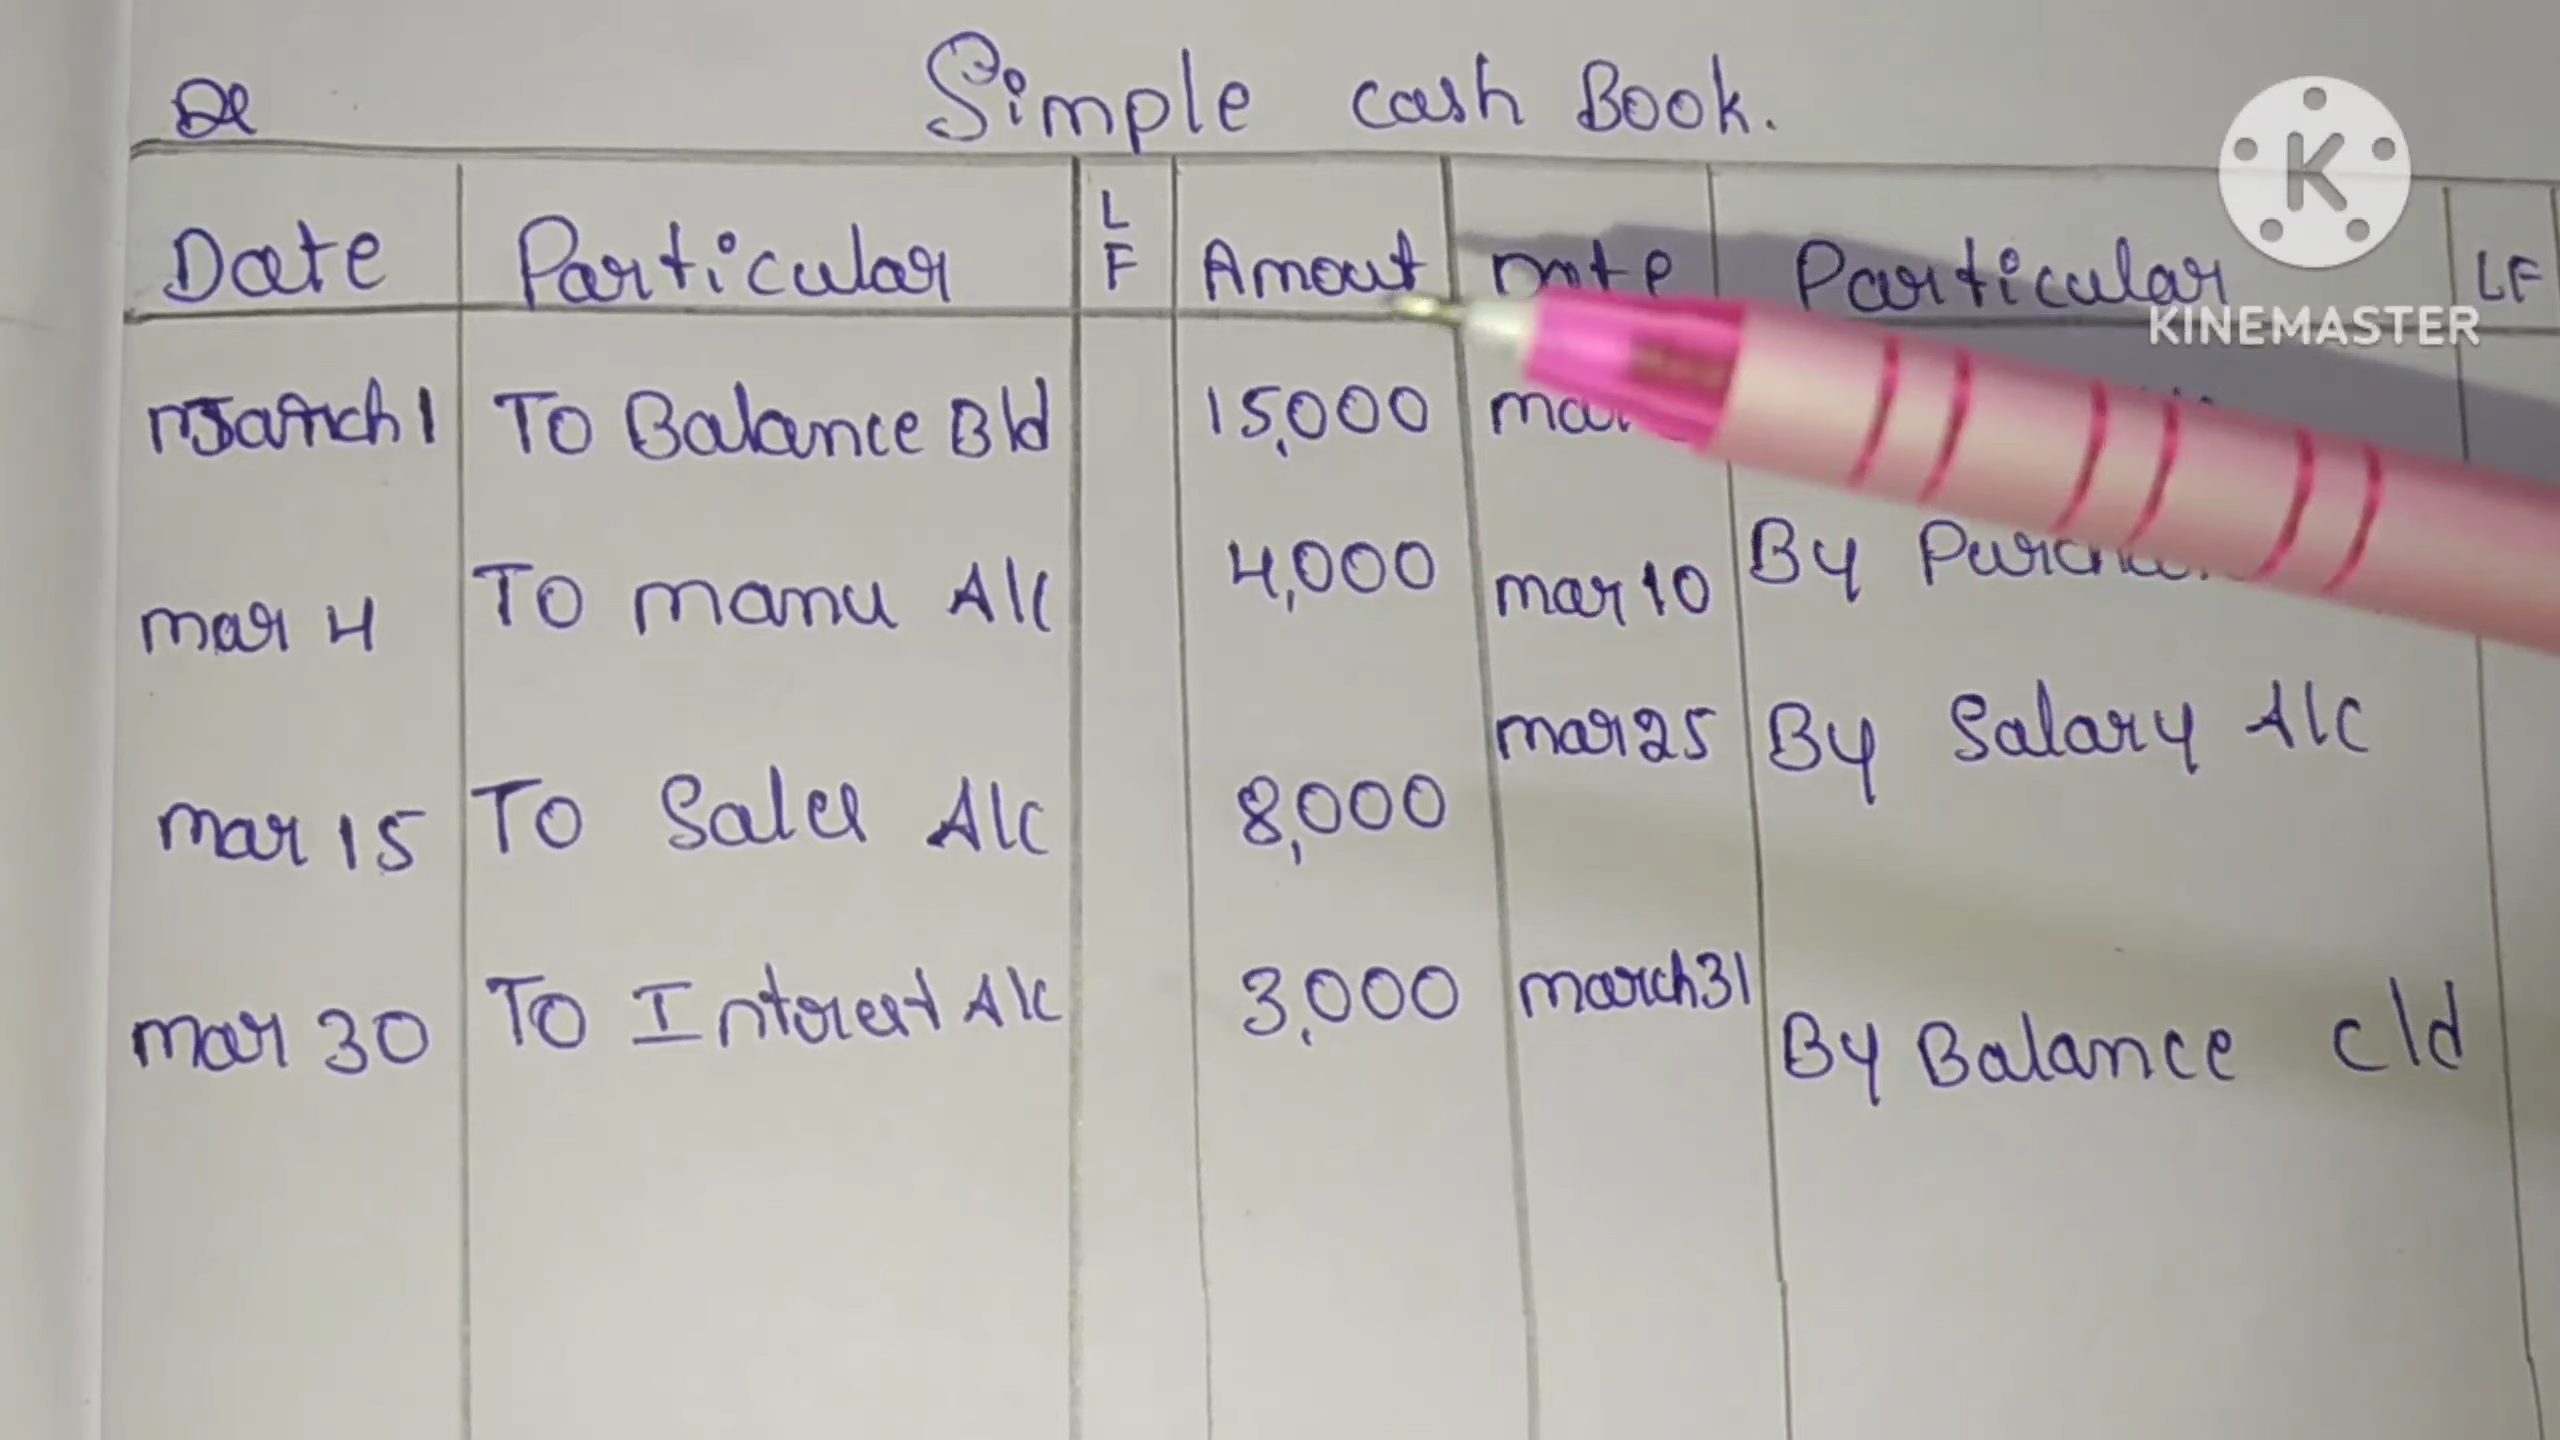 Dr
Simple cash Book.
Date Particular LF Amout Date Particular LF
KINEMASTER
March 1 To Balance B/d 15,000
mar 4 To manu A/c 4,000 mar 10 By
mar 15 To Sales A/c 8,000 mar 25 By Salary A/c
mar 30 To Interest A/c 3,000 march 31 By Balance c/d